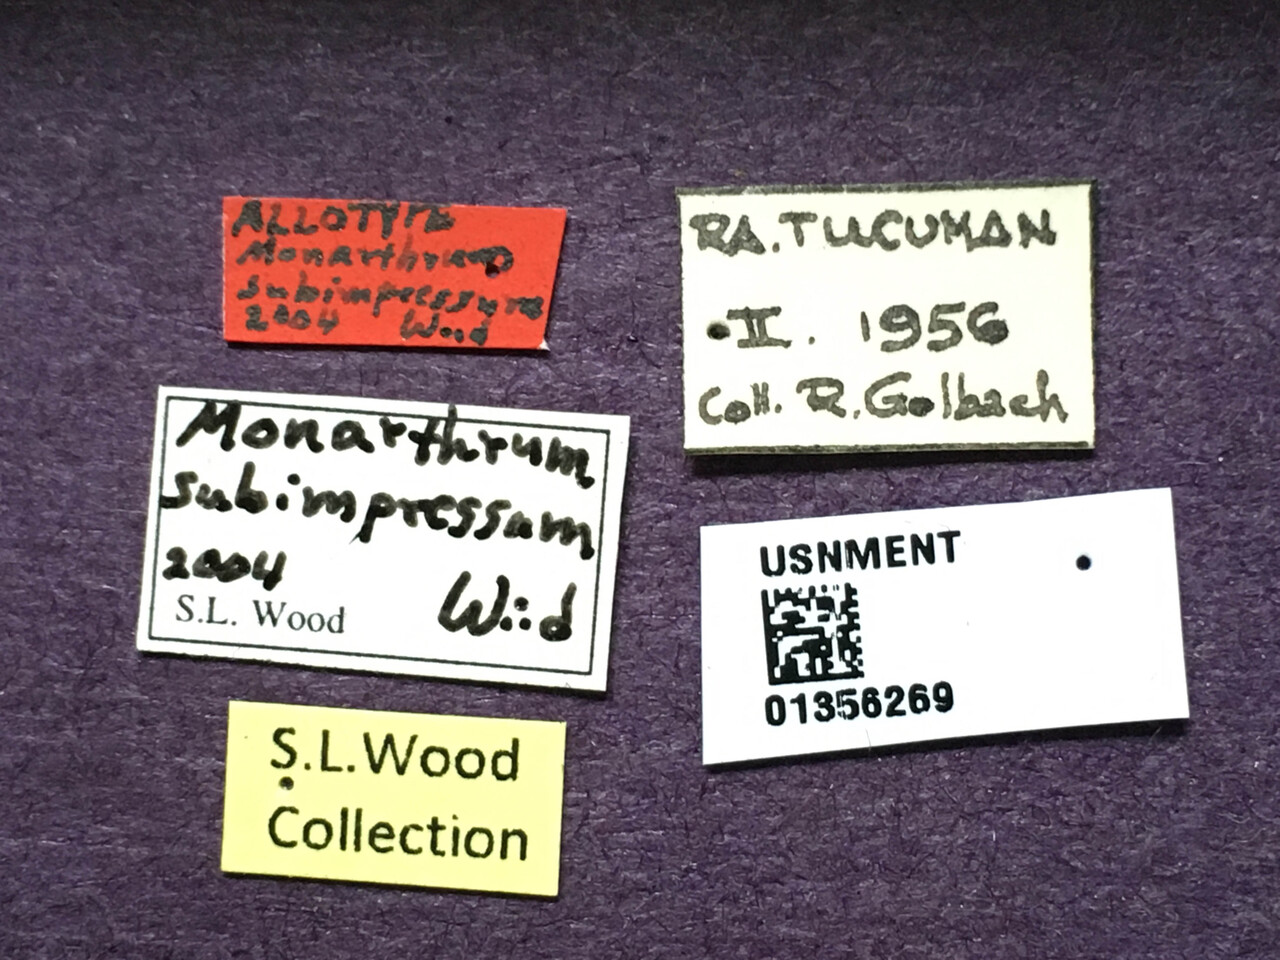 ALLOTYPE
Monarthrum
subimpressum
2004 Wood
RA. TUCUMAN
II. 1956
Coll. R. Golbach
Monarthrum
subimpressum
2004 Wood
S.L. Wood
USNMENT
01356269
S.L.Wood
Collection